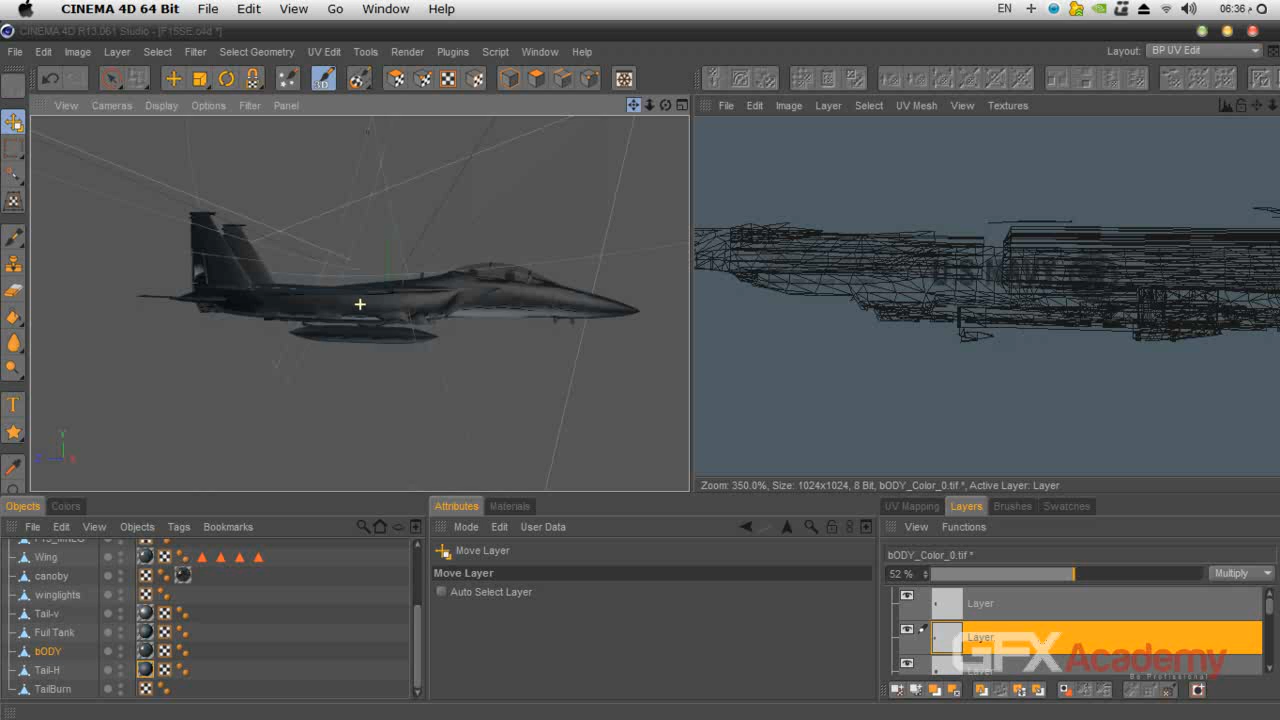 CINEMA 4D 64 Bit File Edit View Go Window Help EN 06:36 م
CINEMA 4D R13.061 Studio - [F15SE.c4d *]
File Edit Image Layer Select Filter Select Geometry UV Edit Tools Render Plugins Script Window Help Layout: BP UV Edit
3D
View Cameras Display Options Filter Panel
File Edit Image Layer Select UV Mesh View Textures
T
Y
Z X
Zoom: 350.0%, Size: 1024x1024, 8 Bit, bODY_Color_0.tif *, Active Layer: Layer
Objects Colors
Attributes Materials
UV Mapping Layers Brushes Swatches
File Edit View Objects Tags Bookmarks
Mode Edit User Data
View Functions
Wing
canoby
winglights
Tail-v
Full Tank
bODY
Tail-H
TailBurn
Move Layer
Move Layer
Auto Select Layer
bODY_Color_0.tif *
52 % Multiply
Layer
Layer
Layer
GFX Academy
Be Professional